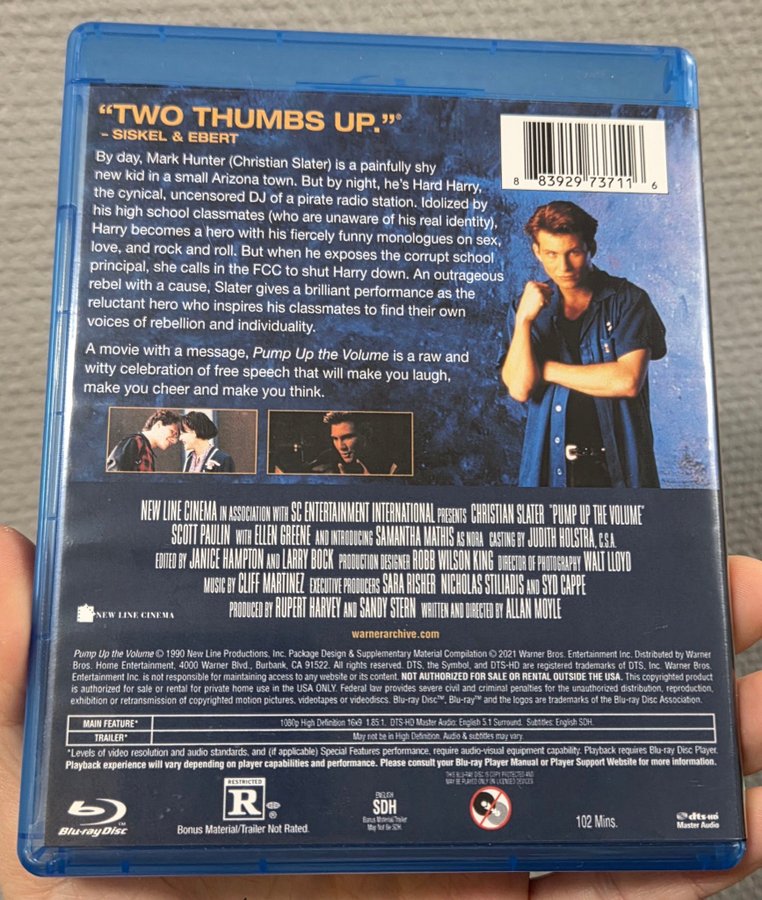 “TWO THUMBS UP.”®
– SISKEL & EBERT
By day, Mark Hunter (Christian Slater) is a painfully shy
new kid in a small Arizona town. But by night, he's Hard Harry,
the cynical, uncensored DJ of a pirate radio station. Idolized by
his high school classmates (who are unaware of his real identity),
Harry becomes a hero with his fiercely funny monologues on sex,
love, and rock and roll. But when he exposes the corrupt school
principal, she calls in the FCC to shut Harry down. An outrageous
rebel with a cause, Slater gives a brilliant performance as the
reluctant hero who inspires his classmates to find their own
voices of rebellion and individuality.
A movie with a message, Pump Up the Volume is a raw and
witty celebration of free speech that will make you laugh,
make you cheer and make you think.
8 83929 73711 6
NEW LINE CINEMA IN ASSOCIATION WITH SC ENTERTAINMENT INTERNATIONAL PRESENTS CHRISTIAN SLATER "PUMP UP THE VOLUME"
SCOTT PAULIN WITH ELLEN GREENE AND INTRODUCING SAMANTHA MATHIS AS NORA CASTING BY JUDITH HOLSTRA, C.S.A.
EDITED BY JANICE HAMPTON AND LARRY BOCK PRODUCTION DESIGNER ROBB WILSON KING DIRECTOR OF PHOTOGRAPHY WALT LLOYD
MUSIC BY CLIFF MARTINEZ EXECUTIVE PRODUCERS SARA RISHER NICHOLAS STILIADIS AND SYD CAPPE
PRODUCED BY RUPERT HARVEY AND SANDY STERN WRITTEN AND DIRECTED BY ALLAN MOYLE
NEW LINE CINEMA
warnerarchive.com
Pump Up the Volume © 1990 New Line Productions, Inc. Package Design & Supplementary Material Compilation © 2021 Warner Bros. Entertainment Inc. Distributed by Warner
Bros. Home Entertainment, 4000 Warner Blvd., Burbank, CA 91522. All rights reserved. DTS, the Symbol, and DTS-HD are registered trademarks of DTS, Inc. Warner Bros.
Entertainment Inc. is not responsible for maintaining access to any website or its content. NOT AUTHORIZED FOR SALE OR RENTAL OUTSIDE THE USA. This copyrighted product
is authorized for sale or rental for private home use in the USA ONLY. Federal law provides severe civil and criminal penalties for the unauthorized distribution, reproduction,
exhibition or retransmission of copyrighted motion pictures, videotapes or videodiscs. Blu-ray Disc™, Blu-ray™ and the logos are trademarks of the Blu-ray Disc Association.
MAIN FEATURE* 1080p High Definition 16x9 1.85:1. DTS-HD Master Audio: English 5.1 Surround. Subtitles: English SDH.
TRAILER* May not be in High Definition. Audio & subtitles may vary.
*Levels of video resolution and audio standards, and (if applicable) Special Features performance, require audio-visual equipment capability. Playback requires Blu-ray Disc Player.
Playback experience will vary depending on player capabilities and performance. Please consult your Blu-ray Player Manual or Player Support Website for more information.
Blu-ray Disc™
RESTRICTED
R ®
Bonus Material/Trailer Not Rated.
ENGLISH
SDH
Bonus Material/Trailer
May Not Be SDH.
THIS BLU-RAY DISC IS COPY PROTECTED AND
MAY BE PLAYED ONLY ON LICENSED DEVICES.
102 Mins.
dts-HD
Master Audio